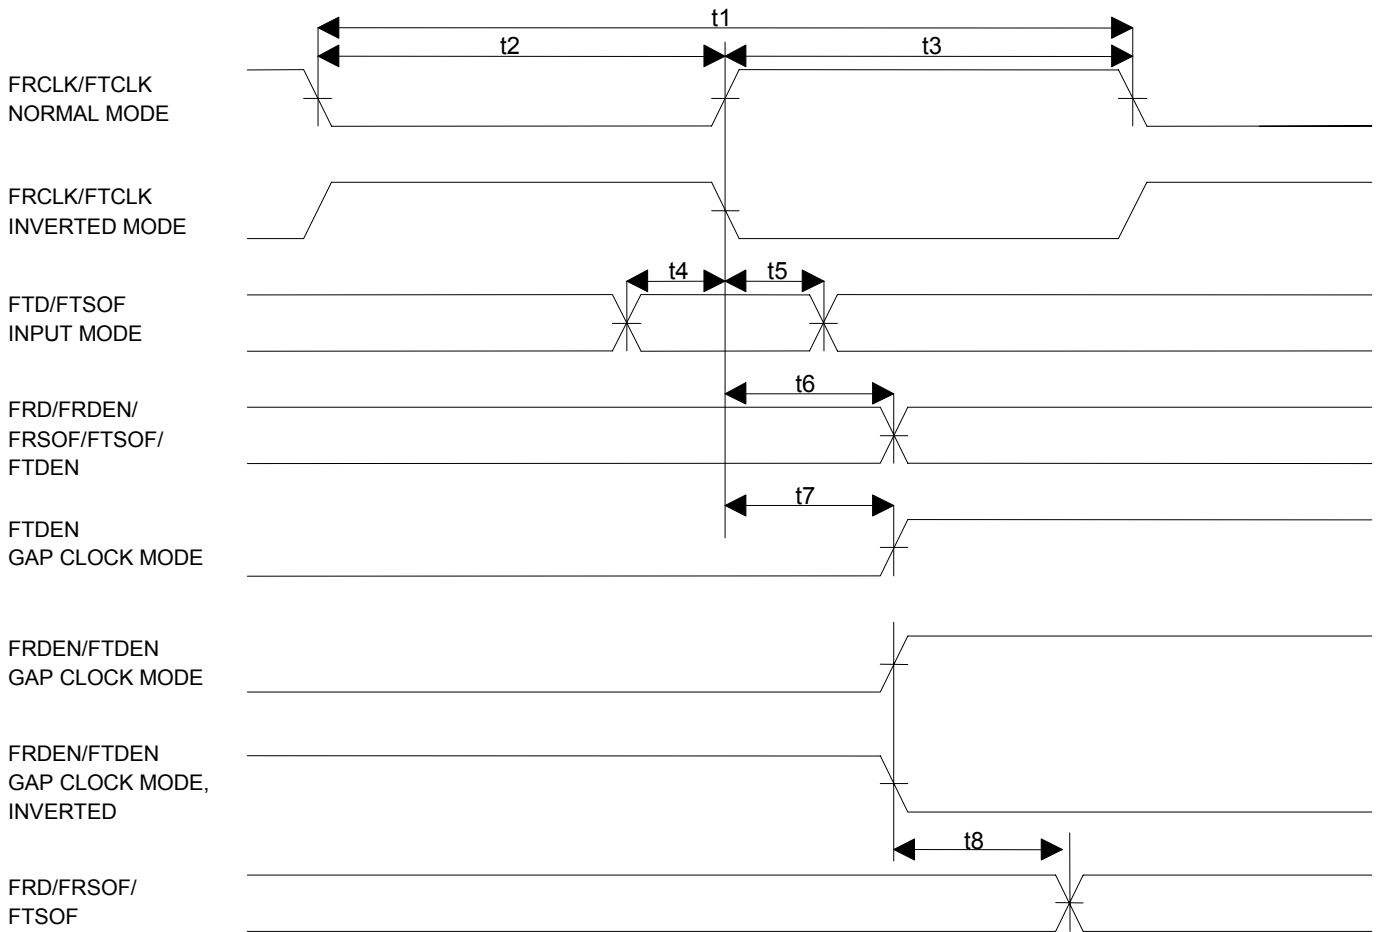 t1
t2
t3
FRCLK/FTCLK
NORMAL MODE
FRCLK/FTCLK
INVERTED MODE
t4
t5
FTD/FTSOF
INPUT MODE
t6
FRD/FRDEN/
FRSOF/FTSOF/
FTDEN
t7
FTDEN
GAP CLOCK MODE
FRDEN/FTDEN
GAP CLOCK MODE
FRDEN/FTDEN
GAP CLOCK MODE,
INVERTED
t8
FRD/FRSOF/
FTSOF